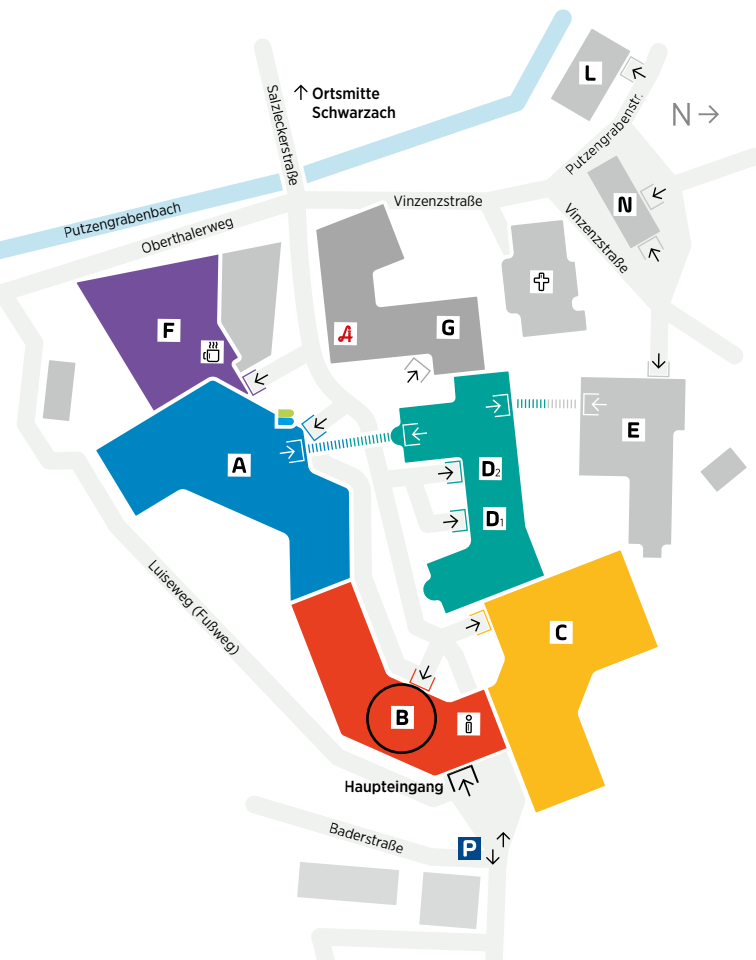 L
Salzleckerstraße
Ortsmitte
Schwarzach
Putzengrabenstr.
N
Putzengrabenbach
Oberthalerweg
Vinzenzstraße
N
Vinzenzstraße
F
G
A
E
D2
D1
Luiseweg (Fußweg)
C
B
i
Haupteingang
Baderstraße
P